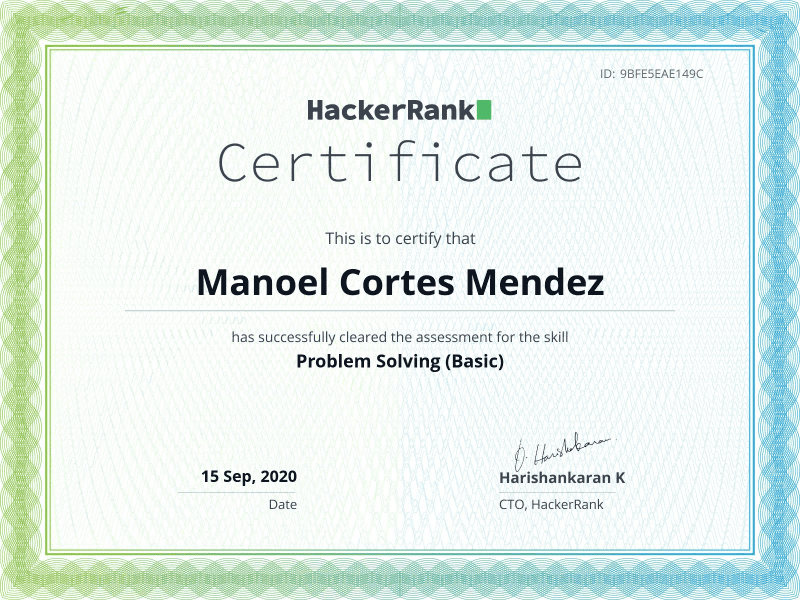 ID: 9BFE5EAE149C
HackerRank
Certificate
This is to certify that
Manoel Cortes Mendez
has successfully cleared the assessment for the skill
Problem Solving (Basic)
D. Harishankaran
15 Sep, 2020
Harishankaran K
Date
CTO, HackerRank